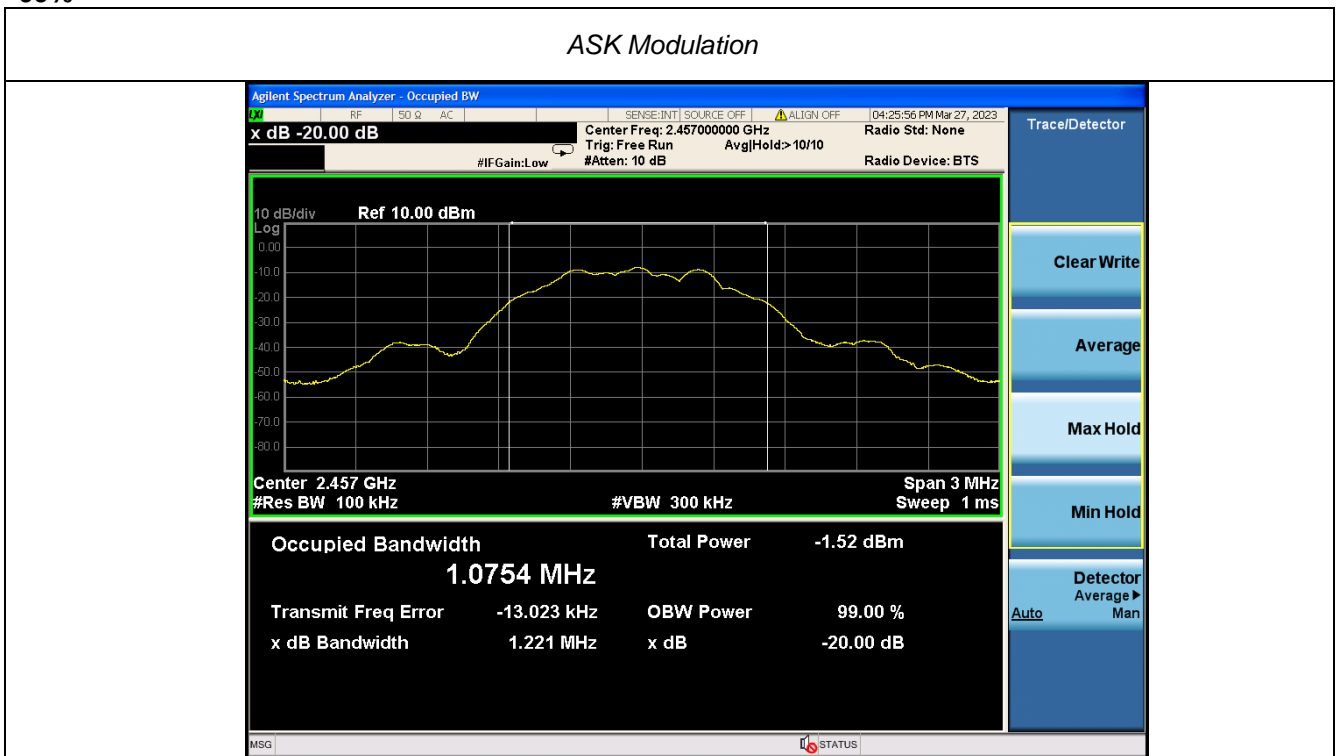 ASK Modulation
Agilent Spectrum Analyzer - Occupied BW
LXI RF 50 Ω AC SENSE:INT SOURCE OFF ALIGN OFF 04:25:56 PM Mar 27, 2023
x dB -20.00 dB
Center Freq: 2.457000000 GHz
Radio Std: None
Trig: Free Run Avg|Hold:> 10/10
#IFGain:Low #Atten: 10 dB Radio Device: BTS
10 dB/div Ref 10.00 dBm
Log
0.00
-10.0
-20.0
-30.0
-40.0
-50.0
-60.0
-70.0
-80.0
Center 2.457 GHz Span 3 MHz
#Res BW 100 kHz #VBW 300 kHz Sweep 1 ms
Occupied Bandwidth Total Power -1.52 dBm
1.0754 MHz
Transmit Freq Error -13.023 kHz OBW Power 99.00 %
x dB Bandwidth 1.221 MHz x dB -20.00 dB
MSG STATUS
Trace/Detector
Clear Write
Average
Max Hold
Min Hold
Detector
Average
Auto Man